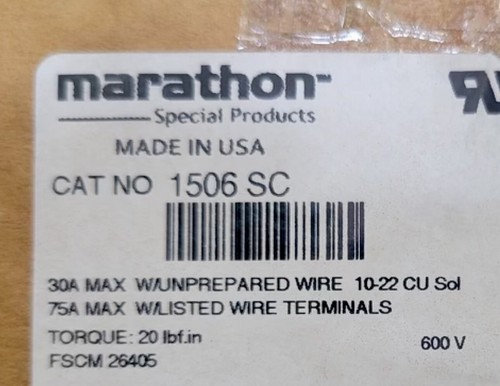 marathon™
Special Products
MADE IN USA
CAT NO 1506 SC
30A MAX W/UNPREPARED WIRE 10-22 CU Sol
75A MAX W/LISTED WIRE TERMINALS
TORQUE: 20 lbf.in
600 V
FSCM 26405